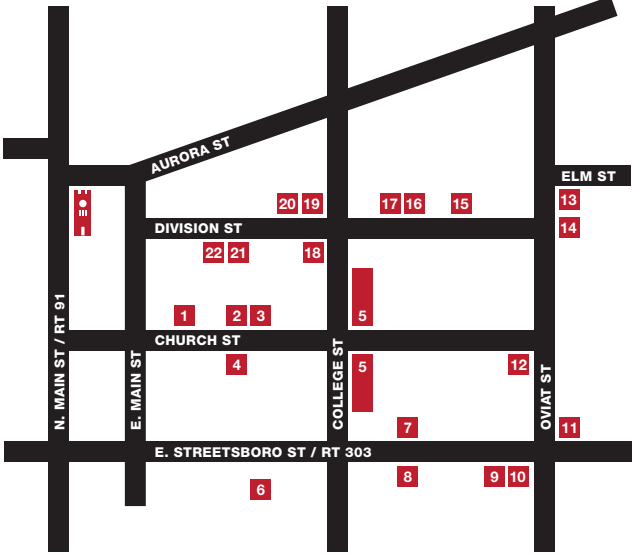 AURORA ST
ELM ST
13
20 19
17 16 15
14
DIVISION ST
22 21
18
1
2 3
5
N. MAIN ST / RT 91
E. MAIN ST
CHURCH ST
COLLEGE ST
4
5
12
OVIAT ST
7
11
E. STREETSBORO ST / RT 303
6
8
9 10